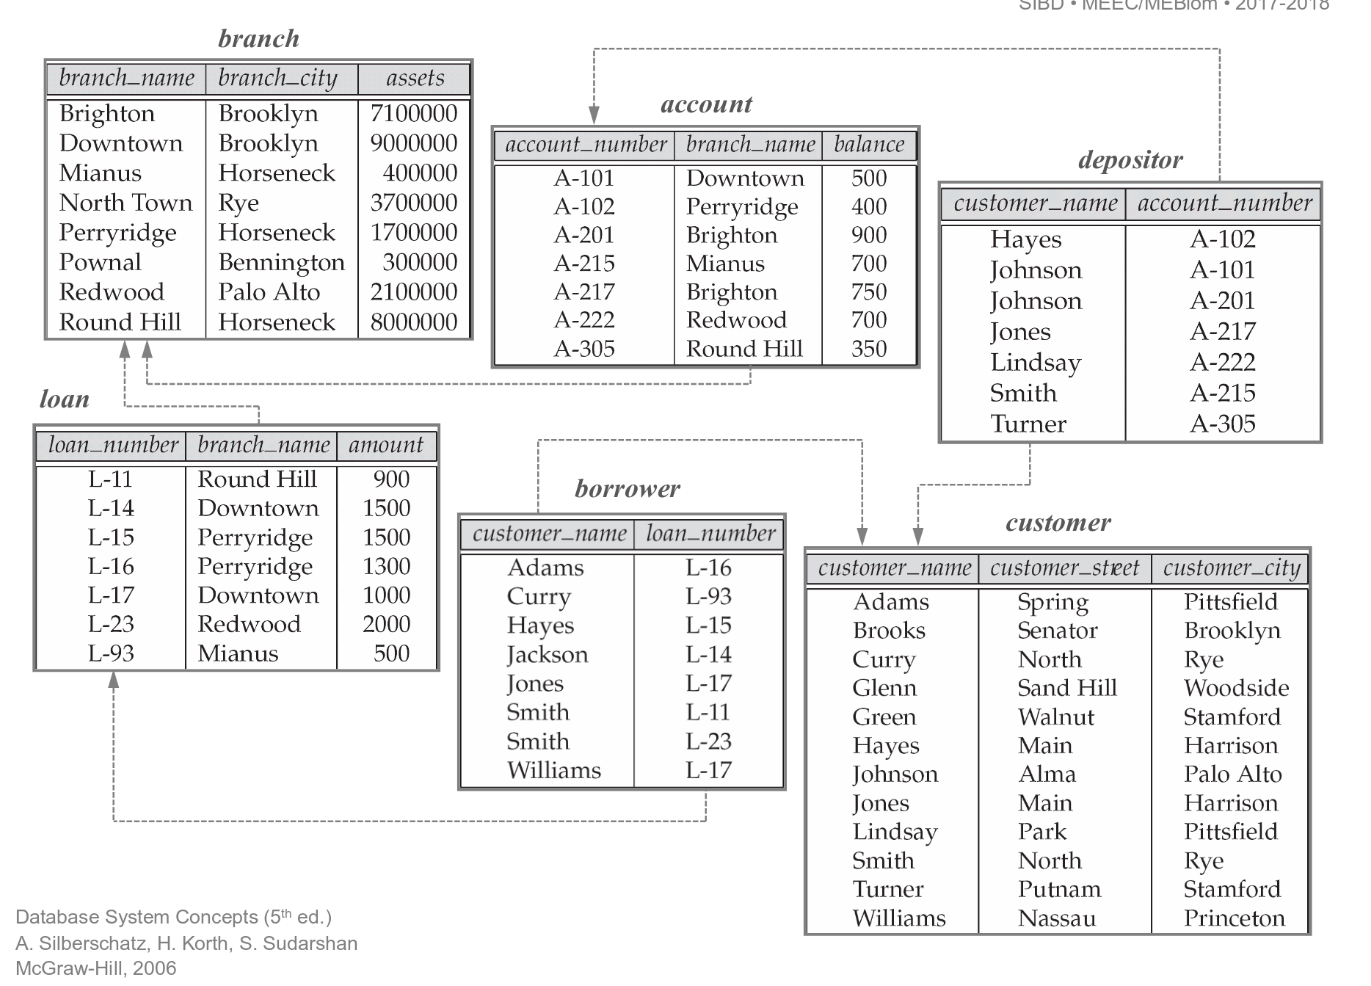 SIBD • MEEC/MEBiom • 2017-2018
branch
branch_name branch_city assets
Brighton Brooklyn 7100000
Downtown Brooklyn 9000000
Mianus Horseneck 400000
North Town Rye 3700000
Perryridge Horseneck 1700000
Pownal Bennington 300000
Redwood Palo Alto 2100000
Round Hill Horseneck 8000000
account
account_number branch_name balance
A-101 Downtown 500
A-102 Perryridge 400
A-201 Brighton 900
A-215 Mianus 700
A-217 Brighton 750
A-222 Redwood 700
A-305 Round Hill 350
depositor
customer_name account_number
Hayes A-102
Johnson A-101
Johnson A-201
Jones A-217
Lindsay A-222
Smith A-215
Turner A-305
loan
loan_number branch_name amount
L-11 Round Hill 900
L-14 Downtown 1500
L-15 Perryridge 1500
L-16 Perryridge 1300
L-17 Downtown 1000
L-23 Redwood 2000
L-93 Mianus 500
borrower
customer_name loan_number
Adams L-16
Curry L-93
Hayes L-15
Jackson L-14
Jones L-17
Smith L-11
Smith L-23
Williams L-17
customer
customer_name customer_street customer_city
Adams Spring Pittsfield
Brooks Senator Brooklyn
Curry North Rye
Glenn Sand Hill Woodside
Green Walnut Stamford
Hayes Main Harrison
Johnson Alma Palo Alto
Jones Main Harrison
Lindsay Park Pittsfield
Smith North Rye
Turner Putnam Stamford
Williams Nassau Princeton
Database System Concepts (5th ed.)
A. Silberschatz, H. Korth, S. Sudarshan
McGraw-Hill, 2006